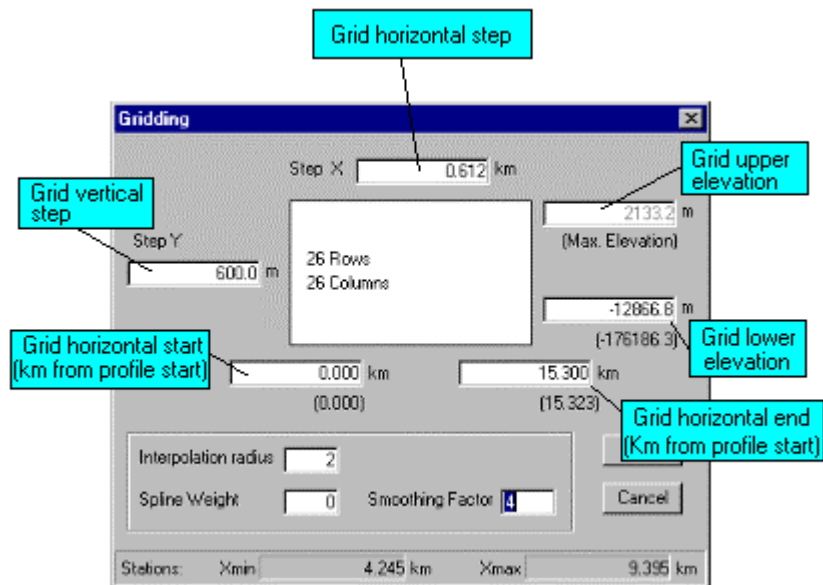 Grid horizontal step
Gridding
Step X 0.612 km
Grid upper
elevation
Grid vertical
step
2133.2 m
(Max. Elevation)
Step Y
600.0 m
26 Rows
26 Columns
-12866.8 m
(-176186.3)
Grid lower
elevation
Grid horizontal start
(km from profile start)
0.000 km
(0.000)
15.300 km
(15.323)
Grid horizontal end
(Km from profile start)
Interpolation radius 2
Spline Weight 0
Smoothing Factor 4
Cancel
Stations: Xmin 4.245 km Xmax 9.395 km